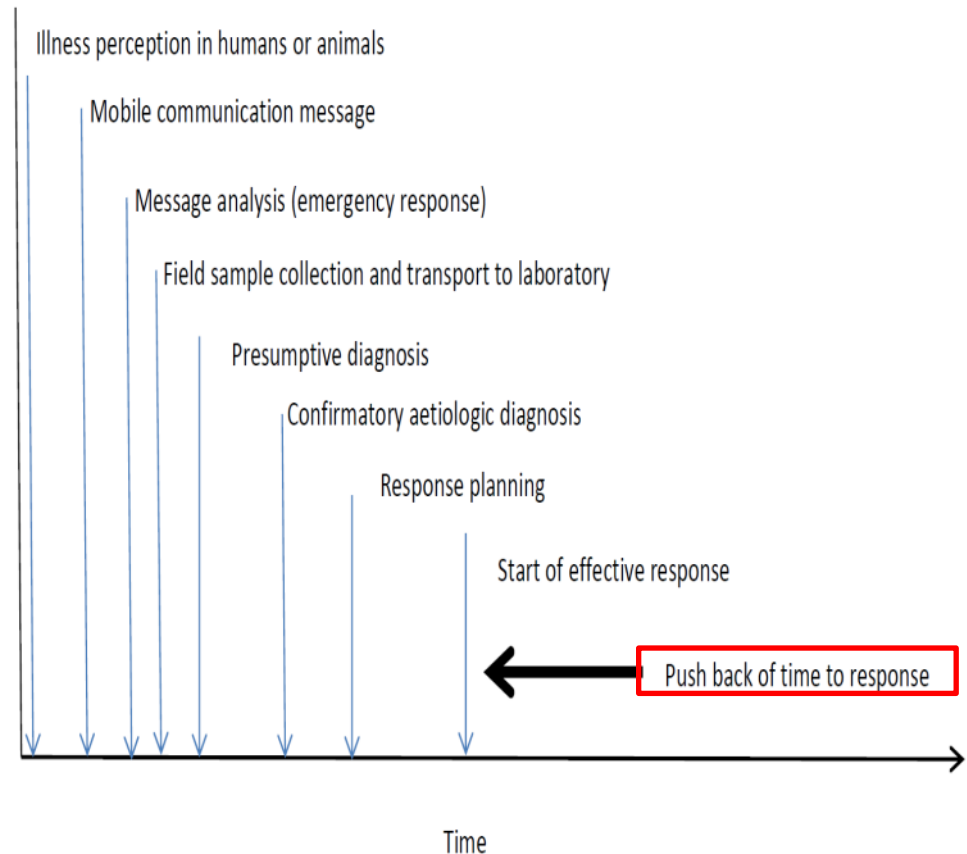 Illness perception in humans or animals
Mobile communication message
Message analysis (emergency response)
Field sample collection and transport to laboratory
Presumptive diagnosis
Confirmatory aetiologic diagnosis
Response planning
Start of effective response
Push back of time to response
Time